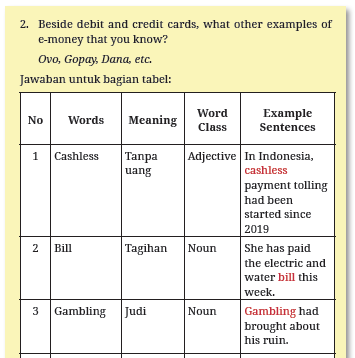 2. Beside debit and credit cards, what other examples of
e-money that you know?
Ovo, Gopay, Dana, etc.
Jawaban untuk bagian tabel:
No Words Meaning Word Class Example Sentences
1 Cashless Tanpa uang Adjective In Indonesia,
cashless
payment tolling
had been
started since
2019
2 Bill Tagihan Noun She has paid
the electric and
water bill this
week.
3 Gambling Judi Noun Gambling had
brought about
his ruin.